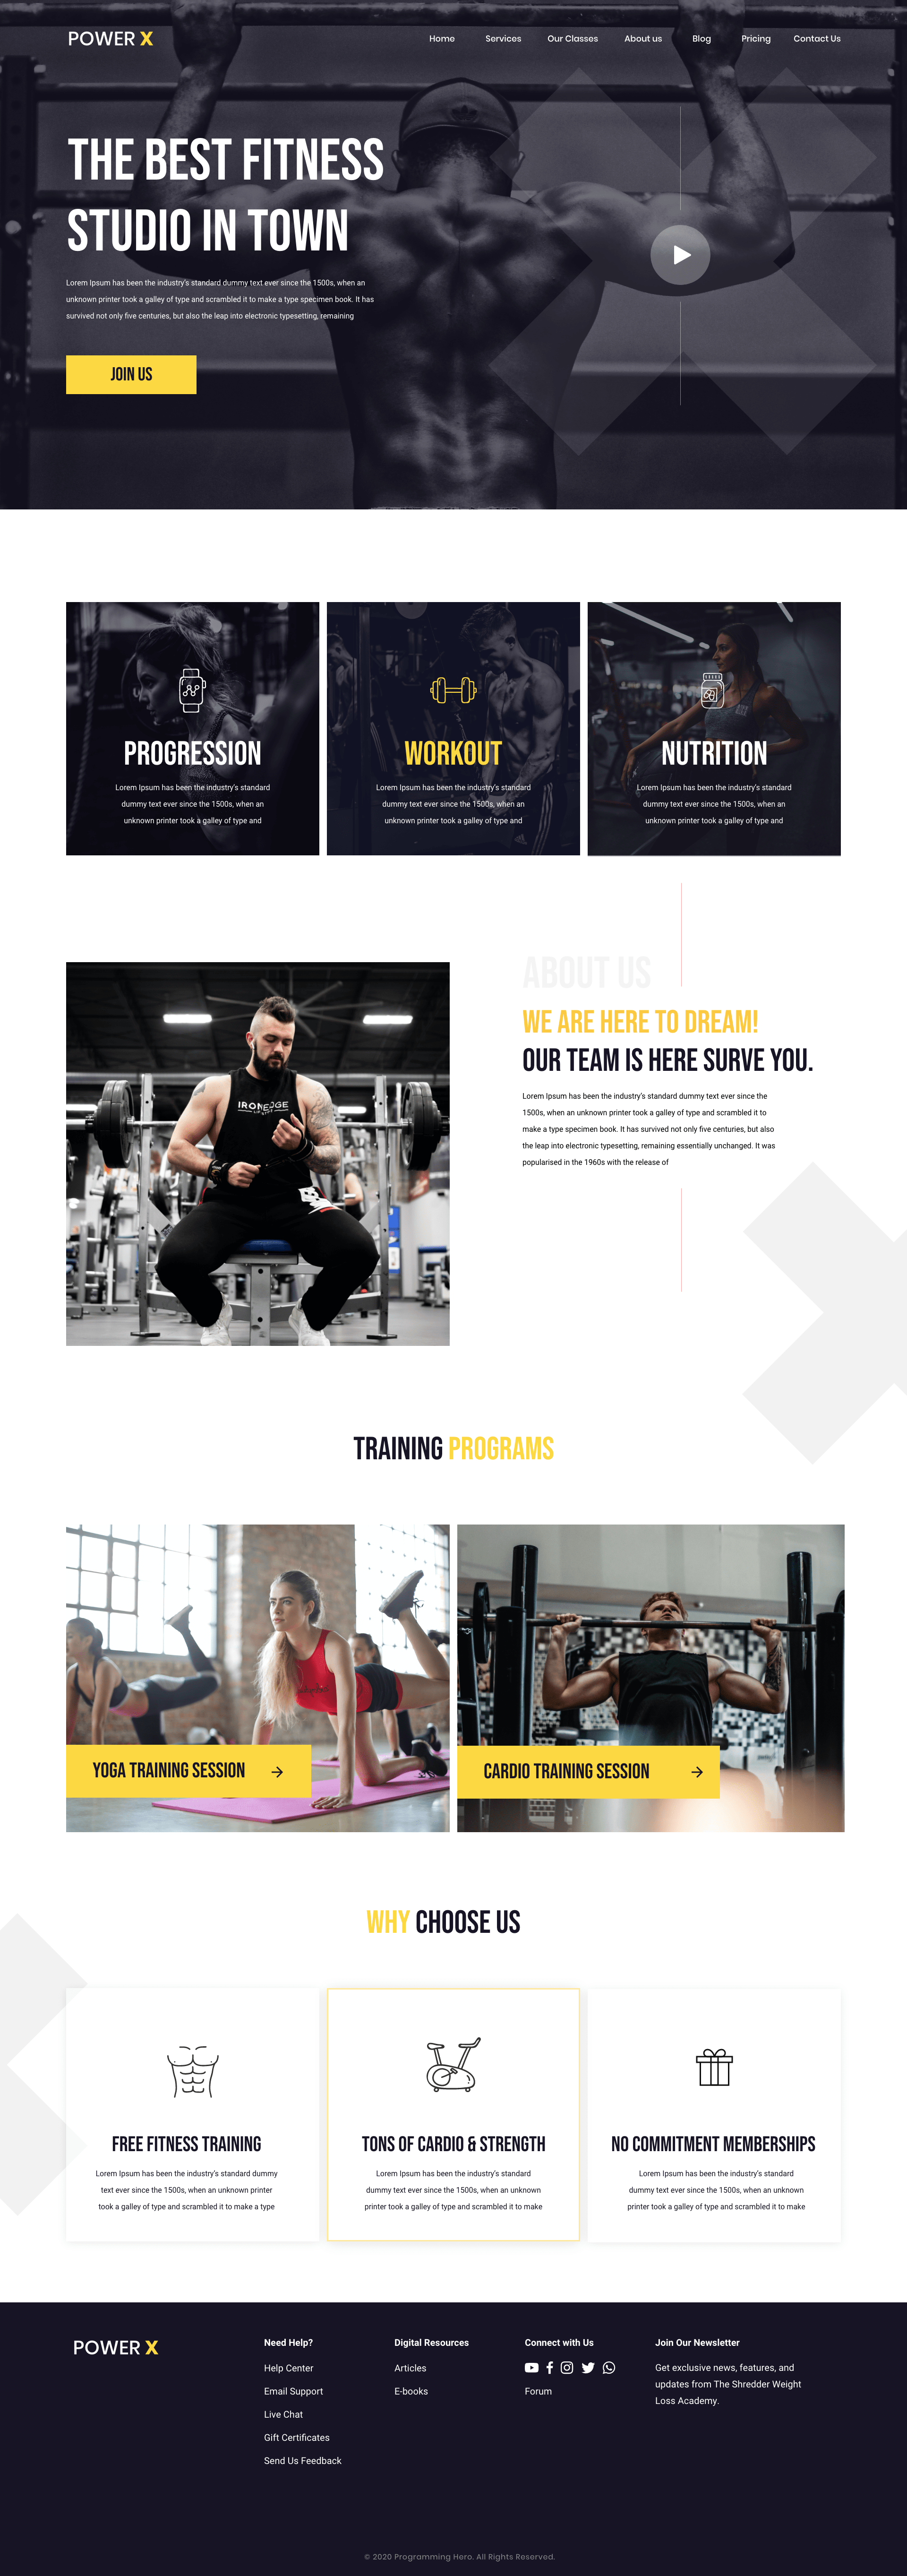 POWER X
Home Services Our Classes About us Blog Pricing Contact Us
THE BEST FITNESS
STUDIO IN TOWN
Lorem Ipsum has been the industry's standard dummy text ever since the 1500s, when an
unknown printer took a galley of type and scrambled it to make a type specimen book. It has
survived not only five centuries, but also the leap into electronic typesetting, remaining
JOIN US
PROGRESSION
Lorem Ipsum has been the industry's standard
dummy text ever since the 1500s, when an
unknown printer took a galley of type and
WORKOUT
Lorem Ipsum has been the industry's standard
dummy text ever since the 1500s, when an
unknown printer took a galley of type and
NUTRITION
Lorem Ipsum has been the industry's standard
dummy text ever since the 1500s, when an
unknown printer took a galley of type and
IRONEDGE
ABOUT US
WE ARE HERE TO DREAM!
OUR TEAM IS HERE SURVE YOU.
Lorem Ipsum has been the industry's standard dummy text ever since the
1500s, when an unknown printer took a galley of type and scrambled it to
make a type specimen book. It has survived not only five centuries, but also
the leap into electronic typesetting, remaining essentially unchanged. It was
popularised in the 1960s with the release of
TRAINING PROGRAMS
YOGA TRAINING SESSION
CARDIO TRAINING SESSION
WHY CHOOSE US
FREE FITNESS TRAINING
Lorem Ipsum has been the industry's standard dummy
text ever since the 1500s, when an unknown printer
took a galley of type and scrambled it to make a type
TONS OF CARDIO & STRENGTH
Lorem Ipsum has been the industry's standard
dummy text ever since the 1500s, when an unknown
printer took a galley of type and scrambled it to make
NO COMMITMENT MEMBERSHIPS
Lorem Ipsum has been the industry's standard
dummy text ever since the 1500s, when an unknown
printer took a galley of type and scrambled it to make
POWER X
Need Help?
Help Center
Email Support
Live Chat
Gift Certificates
Send Us Feedback
Digital Resources
Articles
E-books
Connect with Us
Forum
Join Our Newsletter
Get exclusive news, features, and
updates from The Shredder Weight
Loss Academy.
© 2020 Programming Hero. All Rights Reserved.